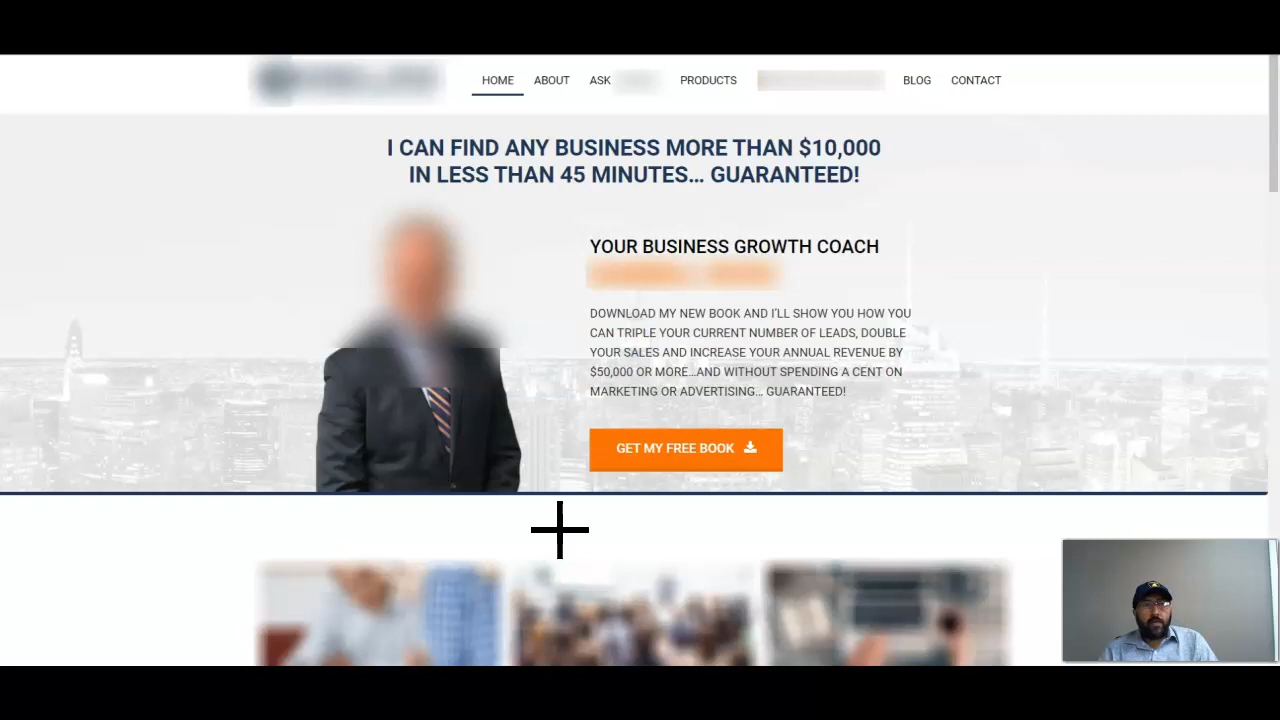 HOME ABOUT ASK PRODUCTS BLOG CONTACT
I CAN FIND ANY BUSINESS MORE THAN $10,000
IN LESS THAN 45 MINUTES... GUARANTEED!
YOUR BUSINESS GROWTH COACH
DOWNLOAD MY NEW BOOK AND I'LL SHOW YOU HOW YOU
CAN TRIPLE YOUR CURRENT NUMBER OF LEADS, DOUBLE
YOUR SALES AND INCREASE YOUR ANNUAL REVENUE BY
$50,000 OR MORE...AND WITHOUT SPENDING A CENT ON
MARKETING OR ADVERTISING... GUARANTEED!
GET MY FREE BOOK